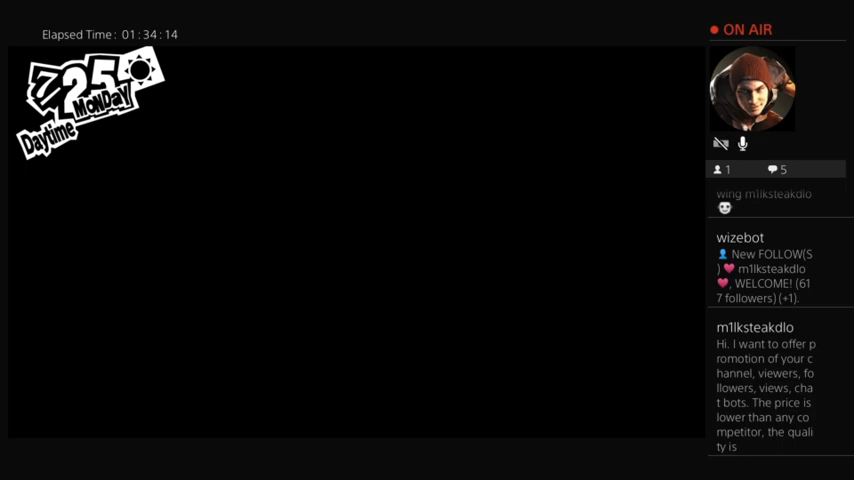 Elapsed Time: 01:34:14
ON AIR
7/25
MONDAY
Daytime
1
5
wing m1lksteakdlo
wizebot
New FOLLOW(S
) m1lksteakdlo
, WELCOME! (61
7 followers) (+1).
m1lksteakdlo
Hi. I want to offer p
romotion of your c
hannel, viewers, fo
llowers, views, cha
t bots. The price is
lower than any co
mpetitor, the quali
ty is